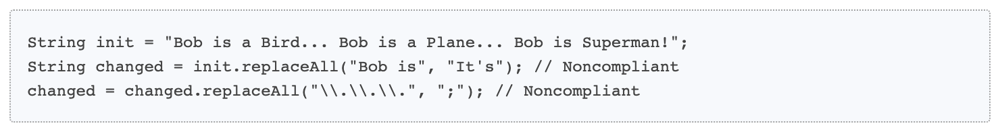 String init = "Bob is a Bird... Bob is a Plane... Bob is Superman!";
String changed = init.replaceAll("Bob is", "It's"); // Noncompliant
changed = changed.replaceAll("\\.\\.\\.", ";"); // Noncompliant